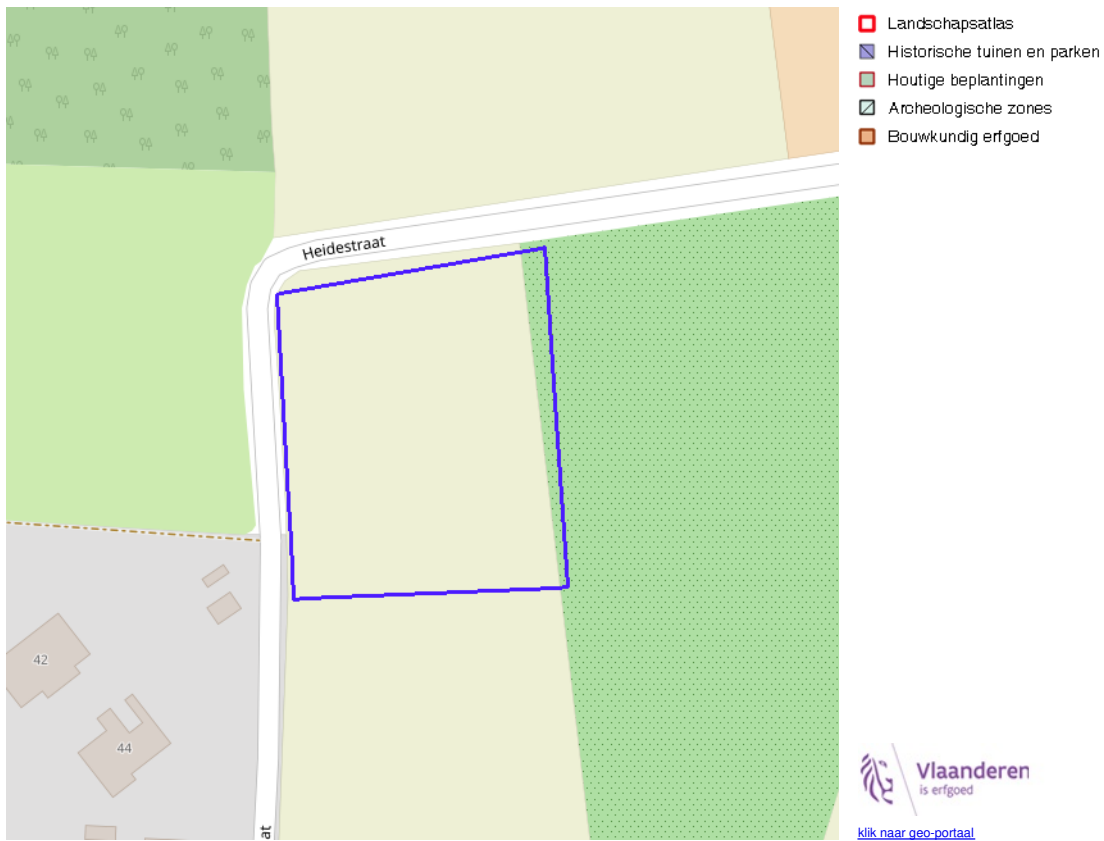 Landschapsatlas
Historische tuinen en parken
Houtige beplantingen
Archeologische zones
Bouwkundig erfgoed
Heidestraat
42
44
at
Vlaanderen
is erfgoed
klik naar geo-portaal